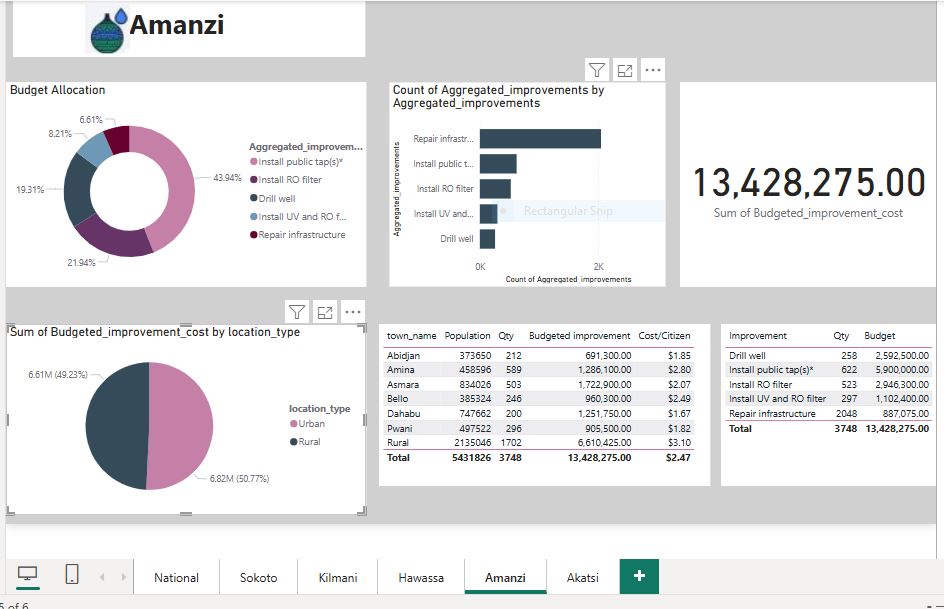 Amanzi
Budget Allocation
6.61%
8.21%
19.31%
43.94%
21.94%
Aggregated_improvem...
Install public tap(s)*
Install RO filter
Drill well
Install UV and RO f...
Repair infrastructure
Count of Aggregated_improvements by
Aggregated_improvements
Aggregated_improvements
Repair infrastr...
Install public t...
Install RO filter
Install UV and...
Drill well
Rectangular Snip
0K
2K
Count of Aggregated_improvements
13,428,275.00
Sum of Budgeted_improvement_cost
Sum of Budgeted_improvement_cost by location_type
6.61M (49.23%)
6.82M (50.77%)
location_type
Urban
Rural
town_name Population Qty Budgeted improvement Cost/Citizen
Abidjan 373650 212 691,300.00 $1.85
Amina 458596 589 1,286,100.00 $2.80
Asmara 834026 503 1,722,900.00 $2.07
Bello 385324 246 960,300.00 $2.49
Dahabu 747662 200 1,251,750.00 $1.67
Pwani 497522 296 905,500.00 $1.82
Rural 2135046 1702 6,610,425.00 $3.10
Total 5431826 3748 13,428,275.00 $2.47
Improvement Qty Budget
Drill well 258 2,592,500.00
Install public tap(s)* 622 5,900,000.00
Install RO filter 523 2,946,300.00
Install UV and RO filter 297 1,102,400.00
Repair infrastructure 2048 887,075.00
Total 3748 13,428,275.00
National Sokoto Kilmani Hawassa Amanzi Akatsi +
5 of 6